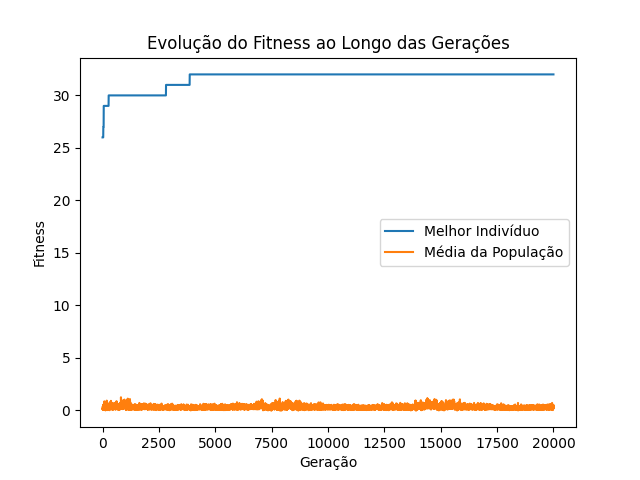 Evolução do Fitness ao Longo das Gerações
30
25
20
15
10
5
0
Fitness
Melhor Indivíduo
Média da População
0 2500 5000 7500 10000 12500 15000 17500 20000
Geração